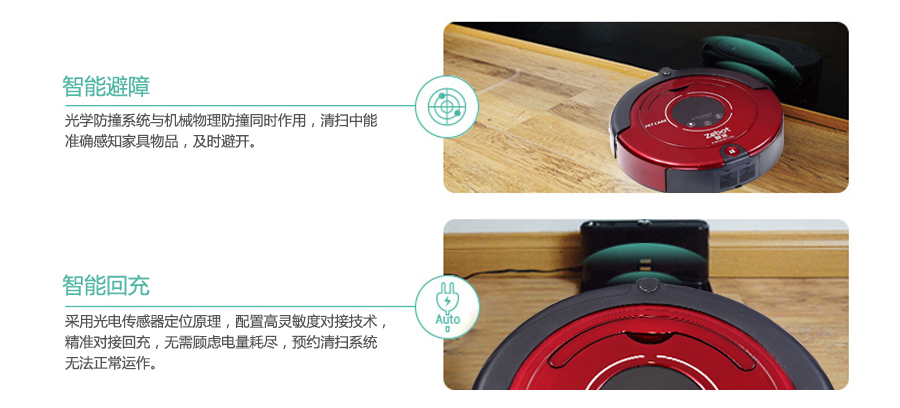 智能避障
光学防撞系统与机械物理防撞同时作用，清扫中能
准确感知家具物品，及时避开。
PET CARE
Zebot
智能回充
Auto
采用光电传感器定位原理，配置高灵敏度对接技术，
精准对接回充，无需顾虑电量耗尽，预约清扫系统
无法正常运作。